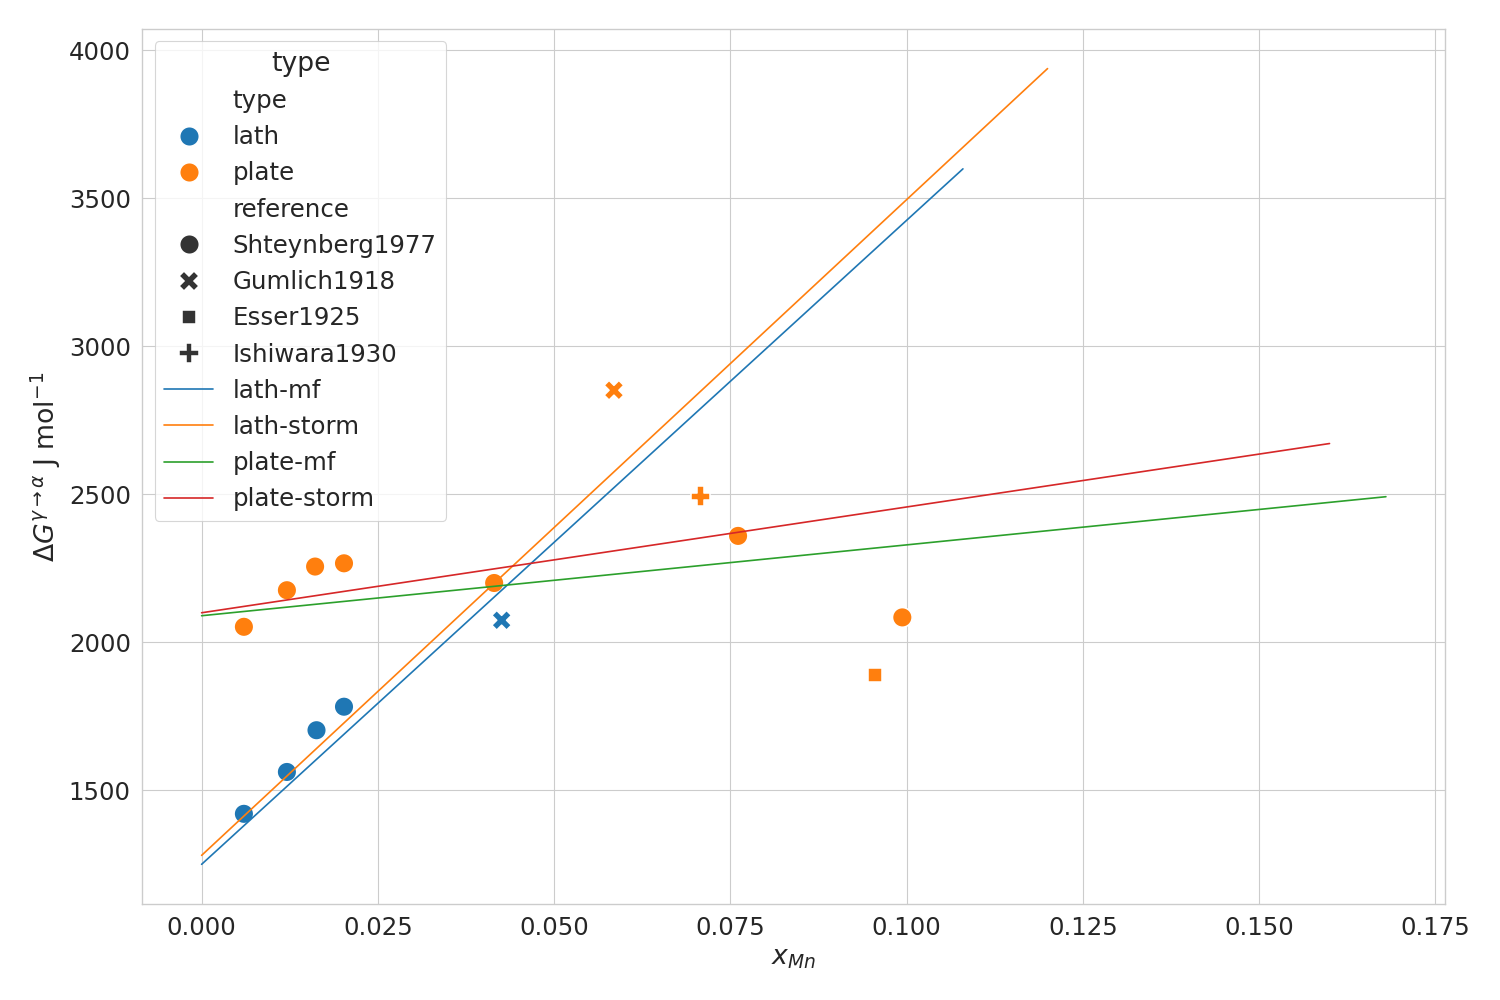 4000
3500
3000
2500
2000
1500
ΔG^{γ→α} J mol^{−1}
type
type
lath
plate
reference
Shteynberg1977
Gumlich1918
Esser1925
Ishiwara1930
lath-mf
lath-storm
plate-mf
plate-storm
0.000 0.025 0.050 0.075 0.100 0.125 0.150 0.175
x_{Mn}